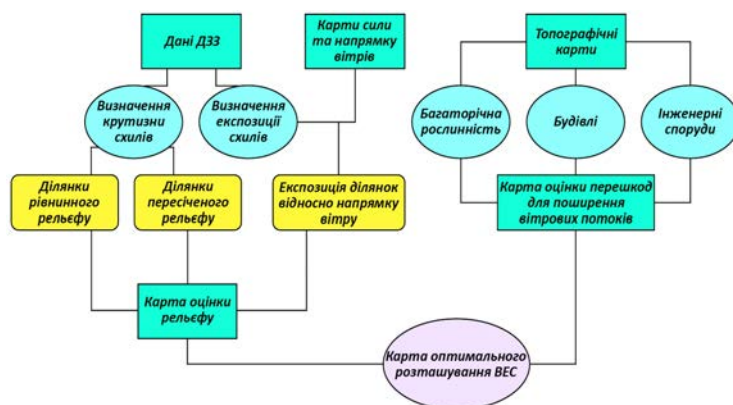 Дані ДЗЗ
Карти сили
та напрямку
вітрів
Топографічні
карти
Визначення
крутизни
схилів
Визначення
експозиції
схилів
Багаторічна
рослинність
Будівлі
Інженерні
споруди
Ділянки
рівнинного
рельєфу
Ділянки
пересіченого
рельєфу
Експозиція ділянок
відносно напрямку
вітру
Карта оцінки перешкод
для поширення
вітрових потоків
Карта оцінки
рельєфу
Карта оптимального
розташування ВЕС